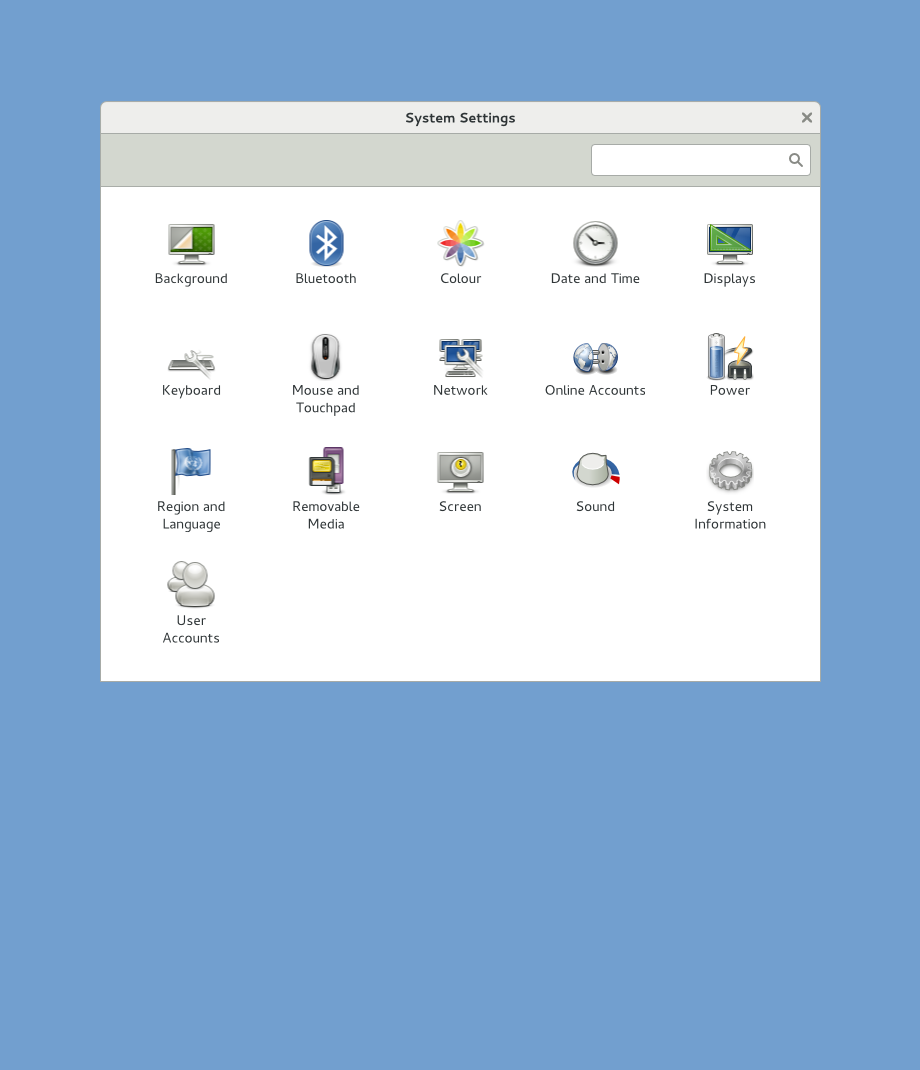 System Settings
Background
Bluetooth
Colour
Date and Time
Displays
Keyboard
Mouse and
Touchpad
Network
Online Accounts
Power
Region and
Language
Removable
Media
Screen
Sound
System
Information
User
Accounts